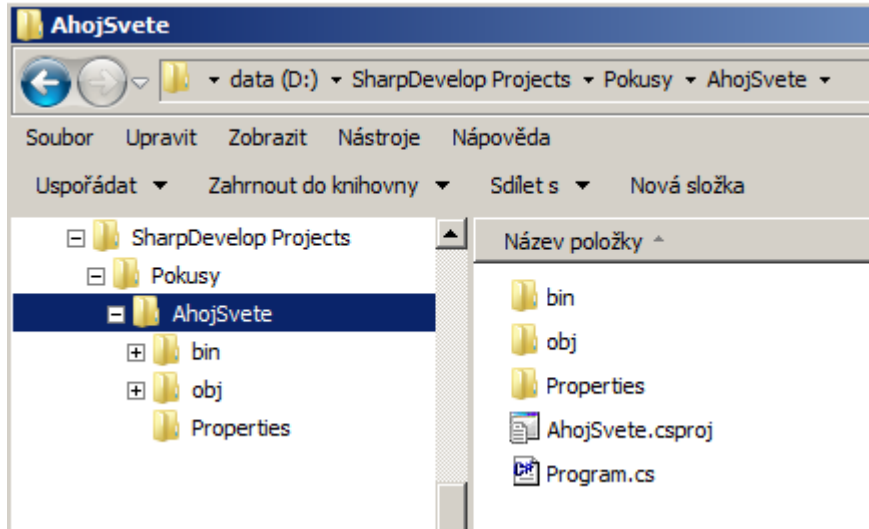 AhojSvete
data (D:) SharpDevelop Projects Pokusy AhojSvete
Soubor Upravit Zobrazit Nástroje Nápověda
Uspořádat Zahrnout do knihovny Sdílet s Nová složka
SharpDevelop Projects
Pokusy
AhojSvete
bin
obj
Properties
Název položky
bin
obj
Properties
AhojSvete.csproj
C# Program.cs